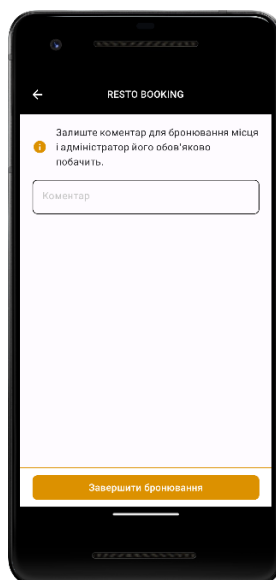 RESTO BOOKING
Залиште коментар для бронювання місця
і адміністратор його обов'язково
побачить.
Коментар
Завершити бронювання